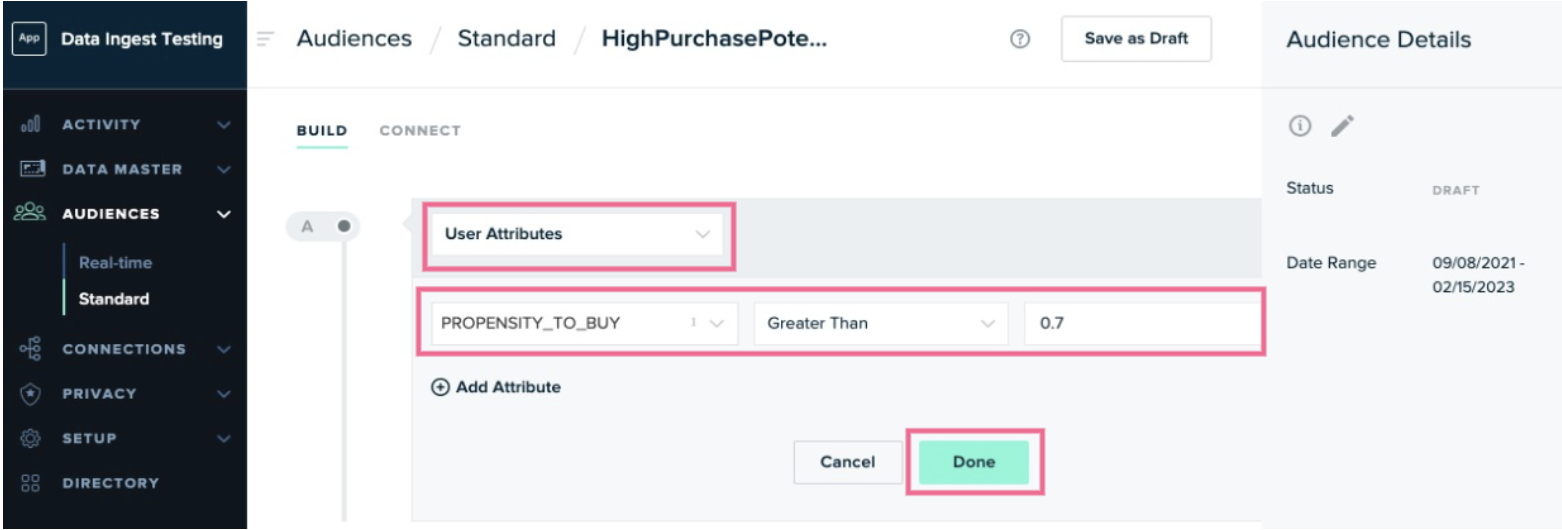 App
Data Ingest Testing
ACTIVITY
DATA MASTER
AUDIENCES
Real-time
Standard
CONNECTIONS
PRIVACY
SETUP
DIRECTORY
Audiences / Standard / HighPurchasePote...
?
Save as Draft
BUILD CONNECT
A
User Attributes
PROPENSITY_TO_BUY 1 Greater Than 0.7
Add Attribute
Cancel Done
Audience Details
Status DRAFT
Date Range 09/08/2021 -
02/15/2023